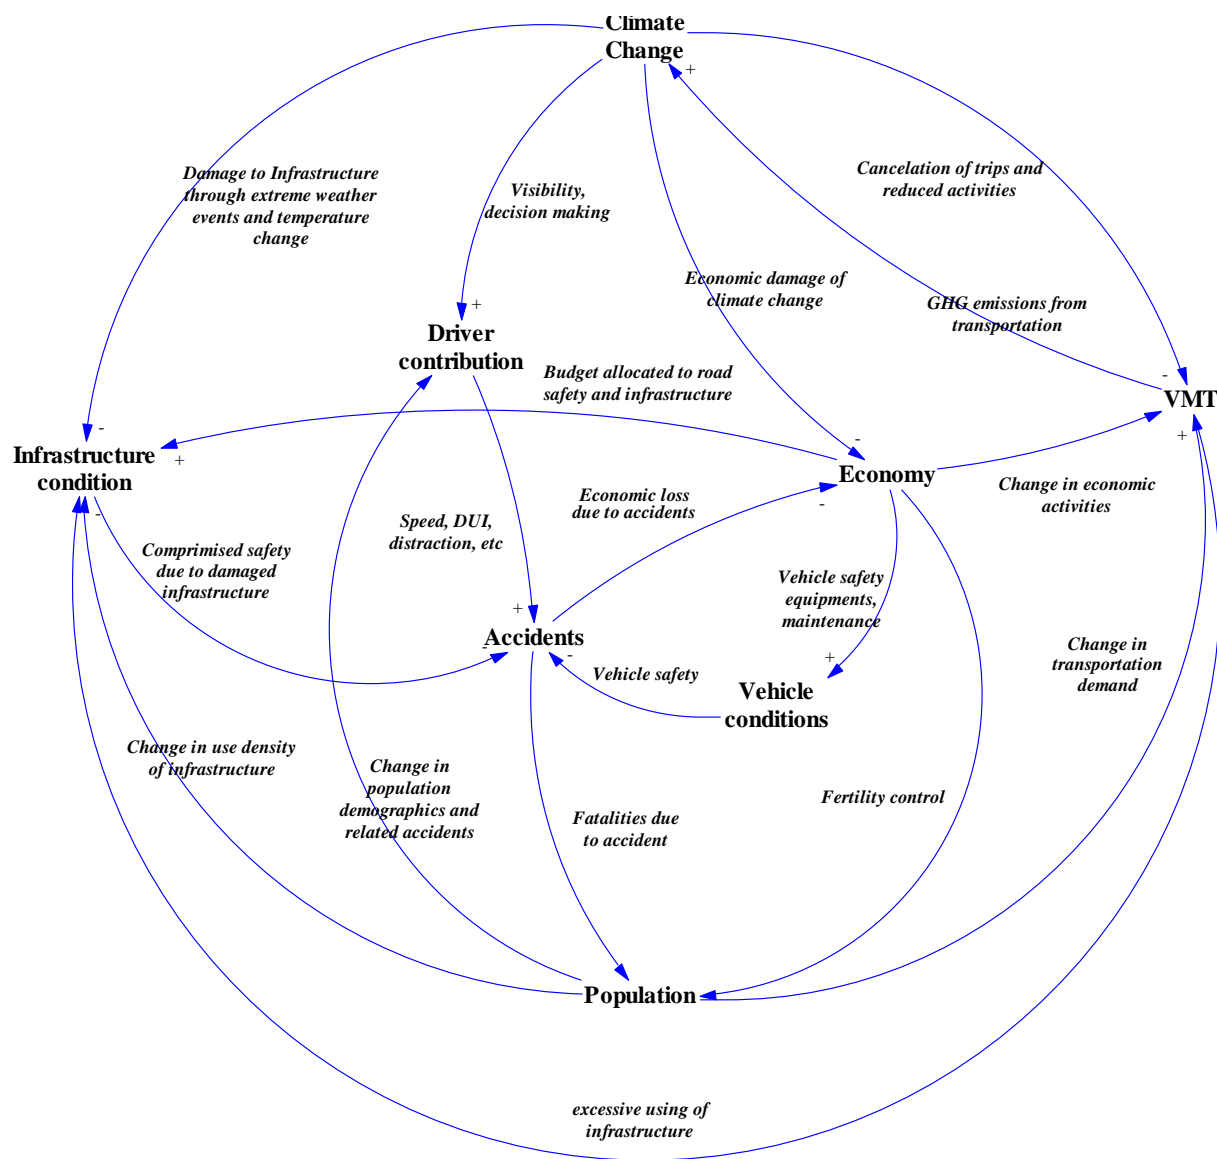 Climate
Change
+
Damage to Infrastructure
through extreme weather
events and temperature
change
Visibility,
decision making
Cancelation of trips and
reduced activities
Economic damage of
climate change
GHG emissions from
transportation
+
Driver
contribution
Budget allocated to road
safety and infrastructure
-
VMT
+
-
+
Infrastructure
condition
-
-
Economy
-
Change in economic
activities
Economic loss
due to accidents
Speed, DUI,
distraction, etc
Comprimised safety
due to damaged
infrastructure
Vehicle safety
equipments,
maintenance
+
Accidents
-
-
+
Vehicle safety
Vehicle
conditions
Change in
transportation
demand
Change in use density
of infrastructure
Change in
population
demographics and
related accidents
Fatalities due
to accident
Fertility control
Population
excessive using of
infrastructure